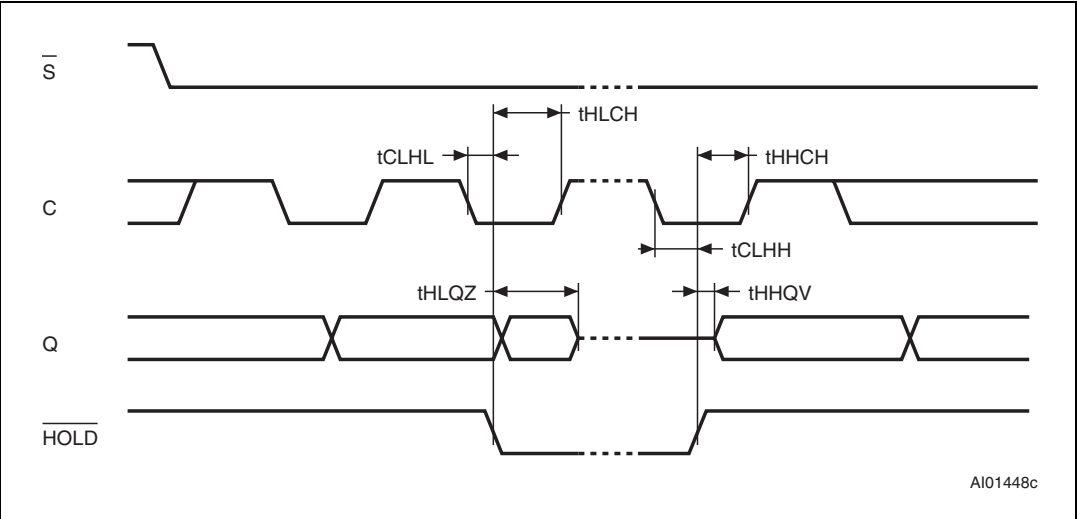 S
tHLCH
tCLHL
tHHCH
C
tCLHH
tHLQZ
tHHQV
Q
HOLD
AI01448c